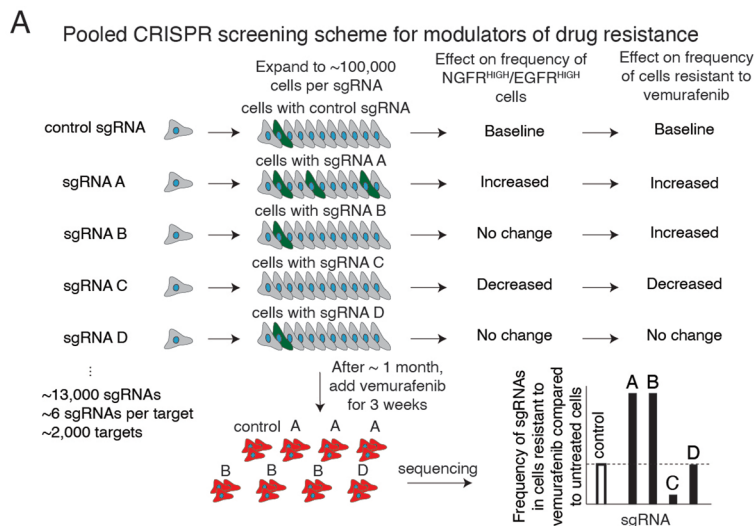 A
Pooled CRISPR screening scheme for modulators of drug resistance
Expand to ~100,000
cells per sgRNA
Effect on frequency of
NGFRHIGH/EGFRHIGH
cells
Effect on frequency
of cells resistant to
vemurafenib
control sgRNA
cells with control sgRNA
Baseline
Baseline
sgRNA A
cells with sgRNA A
Increased
Increased
sgRNA B
cells with sgRNA B
No change
Increased
sgRNA C
cells with sgRNA C
Decreased
Decreased
sgRNA D
cells with sgRNA D
No change
No change
...
~13,000 sgRNAs
~6 sgRNAs per target
~2,000 targets
After ~ 1 month,
add vemurafenib
for 3 weeks
control A A A
B B B D
sequencing
Frequency of sgRNAs
in cells resistant to
vemurafenib compared
to untreated cells
control
A
B
C
D
sgRNA